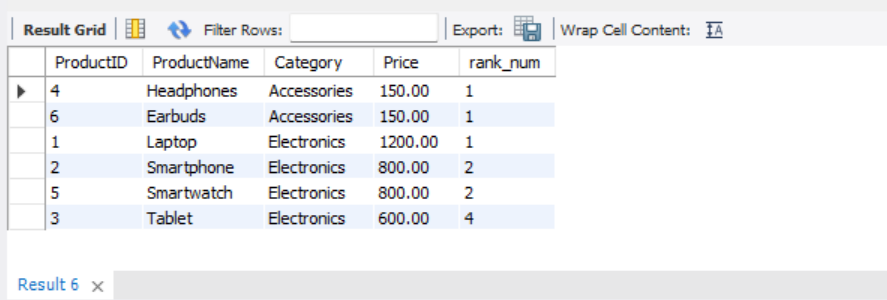 Result Grid Filter Rows: Export: Wrap Cell Content: IA
ProductID ProductName Category Price rank_num
4 Headphones Accessories 150.00 1
6 Earbuds Accessories 150.00 1
1 Laptop Electronics 1200.00 1
2 Smartphone Electronics 800.00 2
5 Smartwatch Electronics 800.00 2
3 Tablet Electronics 600.00 4
Result 6 ×